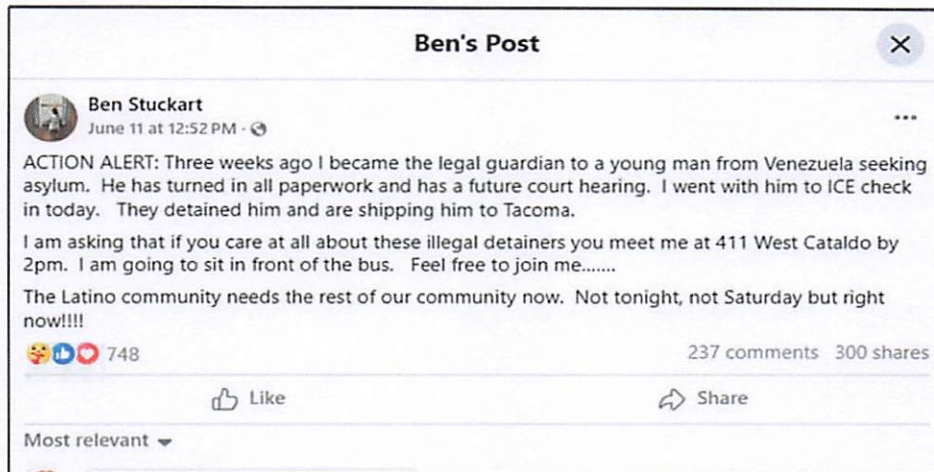 Ben's Post
Ben Stuckart
June 11 at 12:52 PM ·
ACTION ALERT: Three weeks ago I became the legal guardian to a young man from Venezuela seeking
asylum.  He has turned in all paperwork and has a future court hearing.  I went with him to ICE check
in today.   They detained him and are shipping him to Tacoma.
I am asking that if you care at all about these illegal detainers you meet me at 411 West Cataldo by
2pm.  I am going to sit in front of the bus.   Feel free to join me.......
The Latino community needs the rest of our community now.  Not tonight, not Saturday but right
now!!!!
748
237 comments 300 shares
Like
Share
Most relevant